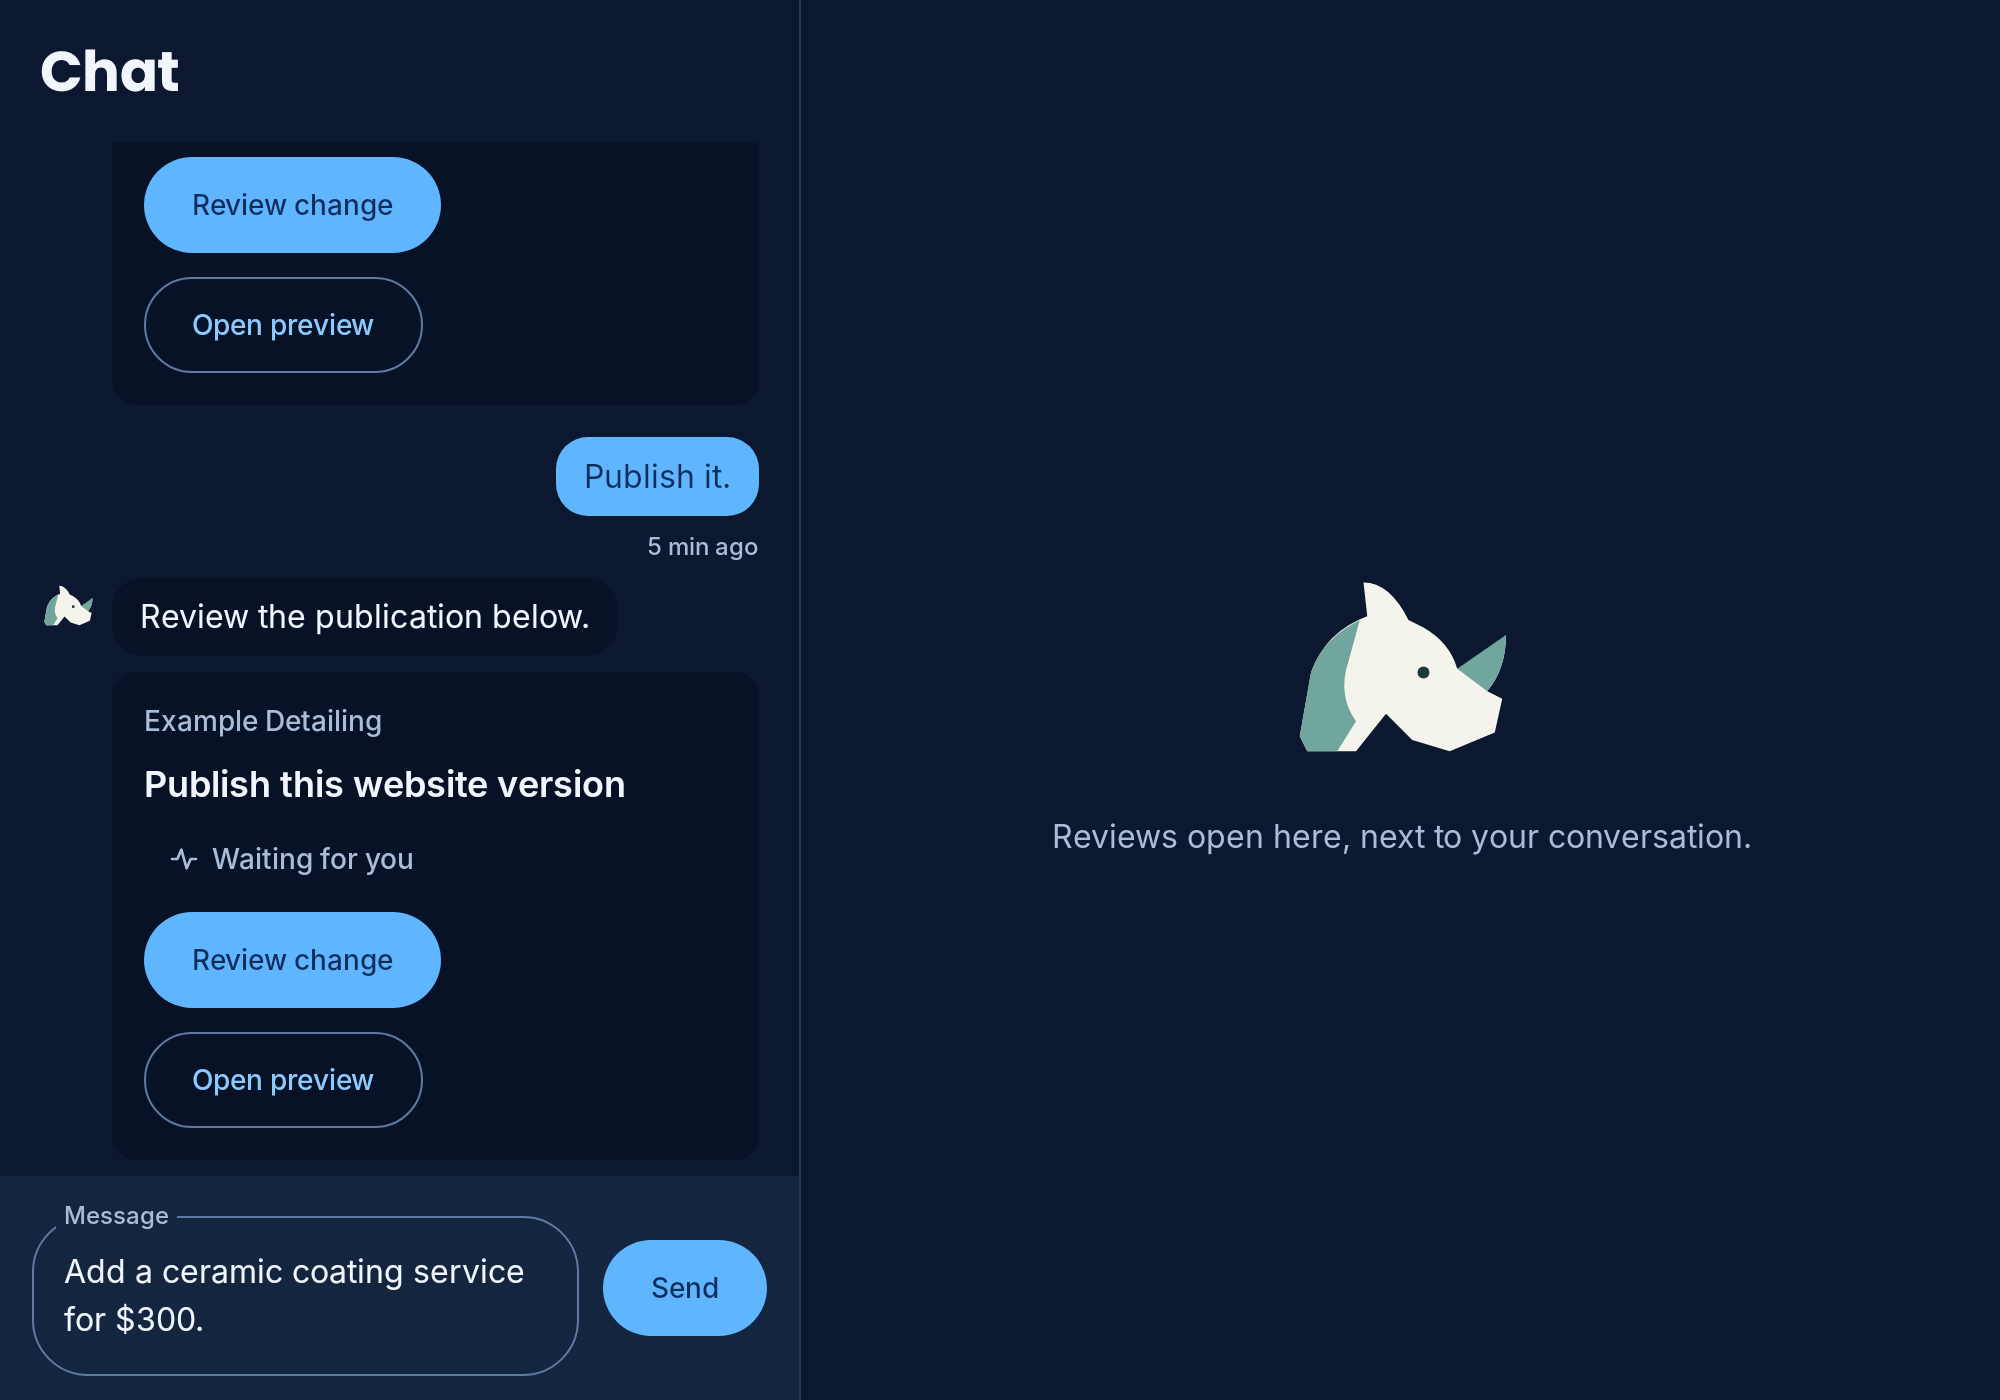 Chat
Review change
Open preview
Publish it.
5 min ago
Review the publication below.
Example Detailing
Publish this website version
Waiting for you
Review change
Open preview
Message
Add a ceramic coating service
for $300.
Send
Reviews open here, next to your conversation.